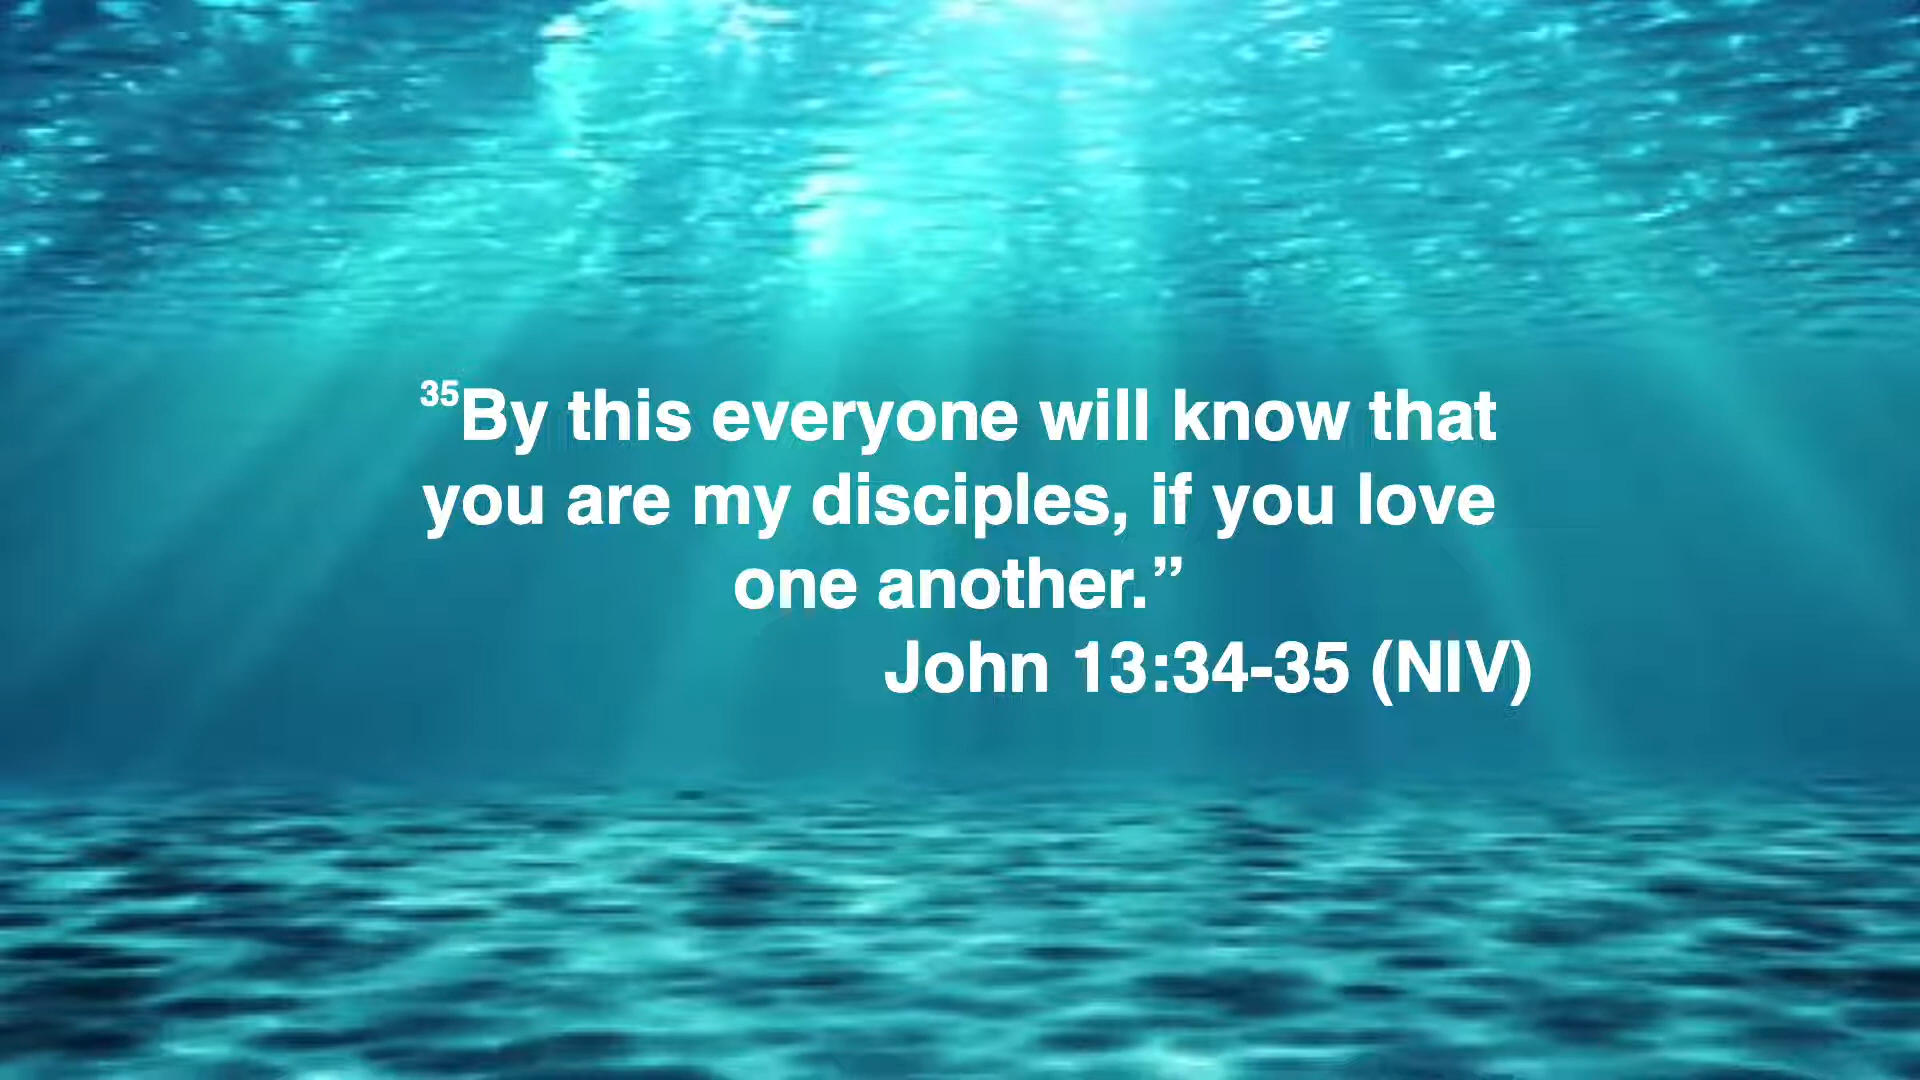 ³⁵By this everyone will know that
you are my disciples, if you love
one another.”
John 13:34-35 (NIV)